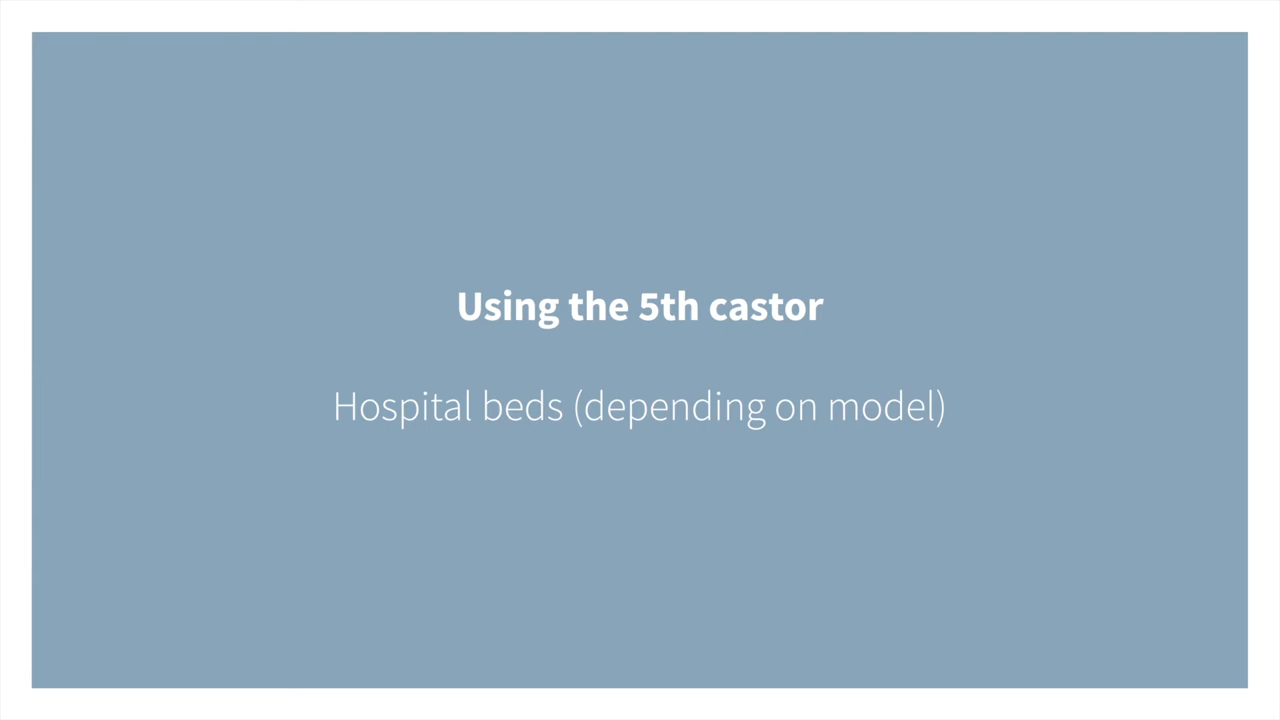 Using the 5th castor
Hospital beds (depending on model)